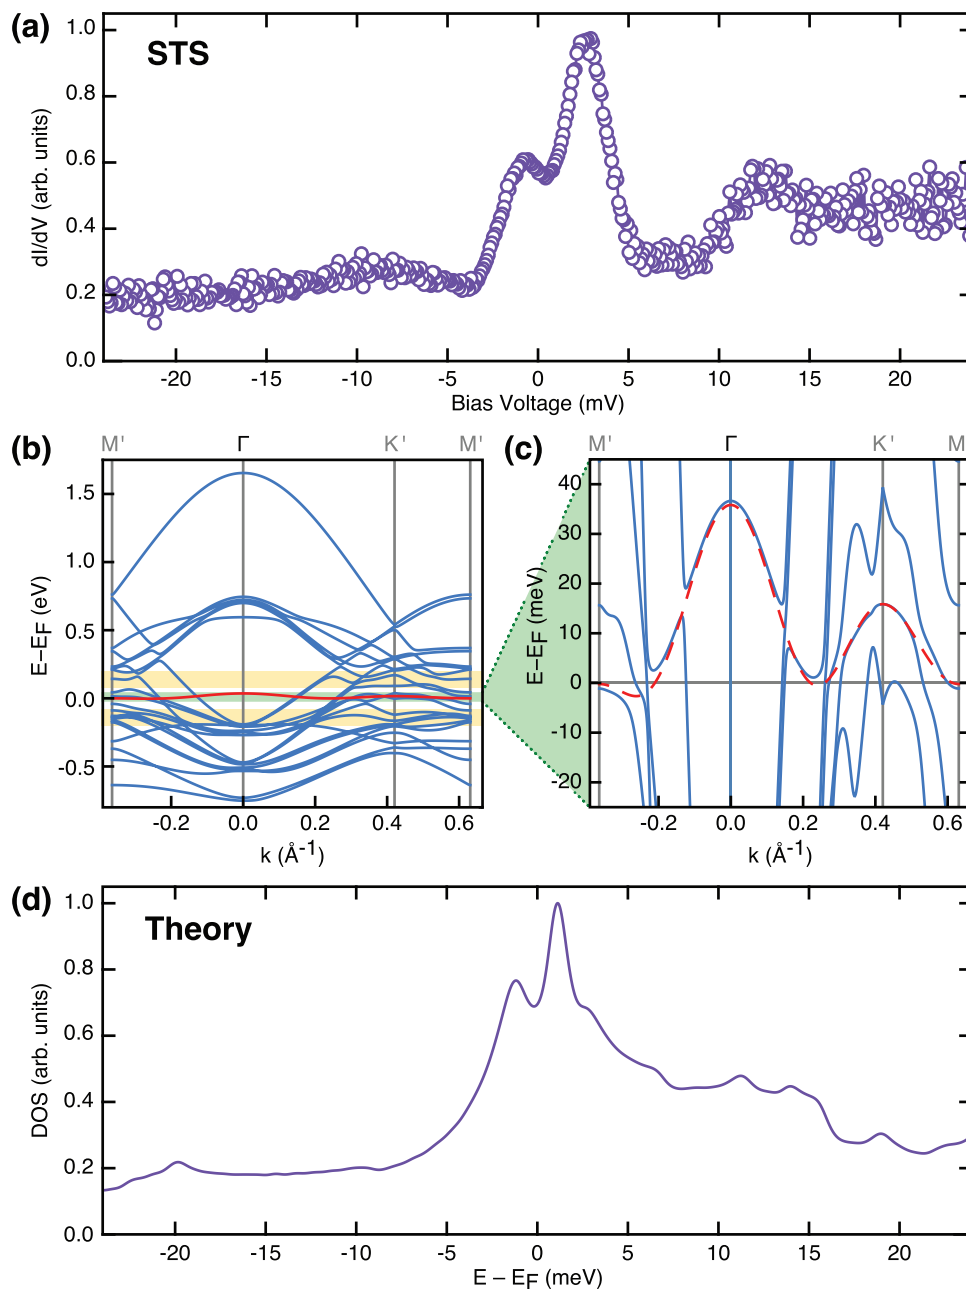 (a)
STS
1.0
0.8
0.6
0.4
0.2
0.0
dI/dV (arb. units)
-20 -15 -10 -5 0 5 10 15 20
Bias Voltage (mV)
(b)
M' Γ K' M'
1.5
1.0
0.5
0.0
-0.5
E–EF (eV)
-0.2 0.0 0.2 0.4 0.6
k (Å-1)
(c)
M' Γ K' M
40
30
20
10
0
-10
-20
E–EF (meV)
-0.2 0.0 0.2 0.4 0.6
k (Å-1)
(d)
Theory
1.0
0.8
0.6
0.4
0.2
0.0
DOS (arb. units)
-20 -15 -10 -5 0 5 10 15 20
E – EF (meV)